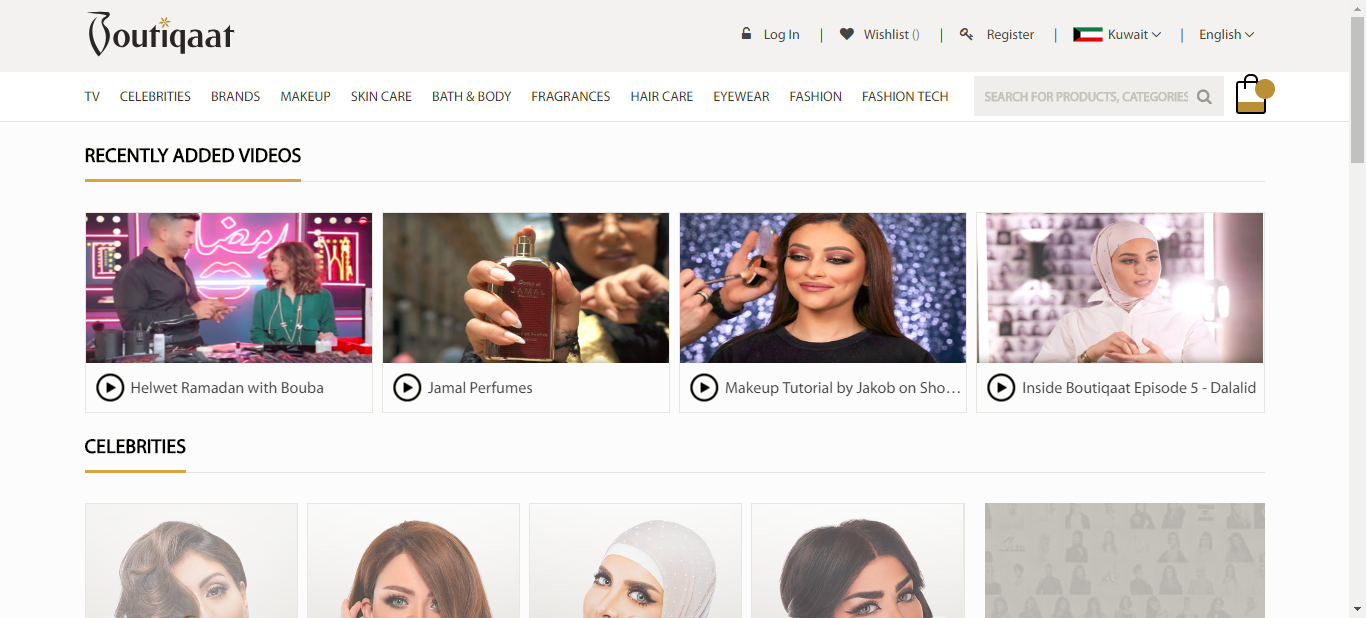 Boutiqaat
Log In | Wishlist () | Register | Kuwait | English
TV CELEBRITIES BRANDS MAKEUP SKIN CARE BATH & BODY FRAGRANCES HAIR CARE EYEWEAR FASHION FASHION TECH SEARCH FOR PRODUCTS, CATEGORIES
RECENTLY ADDED VIDEOS
رمضان
JAMAL
Helwet Ramadan with Bouba
Jamal Perfumes
Makeup Tutorial by Jakob on Sho...
Inside Boutiqaat Episode 5 - Dalalid
CELEBRITIES